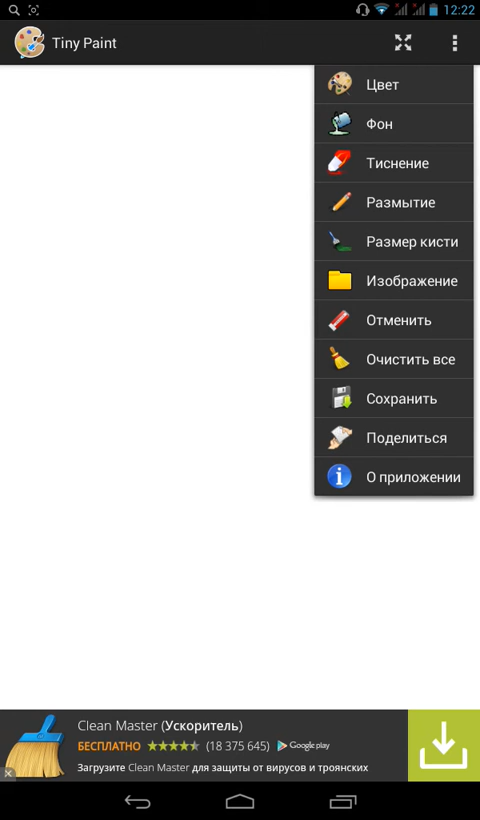 12:22
Tiny Paint
Цвет
Фон
Тиснение
Размытие
Размер кисти
Изображение
Отменить
Очистить все
Сохранить
Поделиться
О приложении
Clean Master (Ускоритель)
БЕСПЛАТНО (18 375 645) Google play
Загрузите Clean Master для защиты от вирусов и троянских